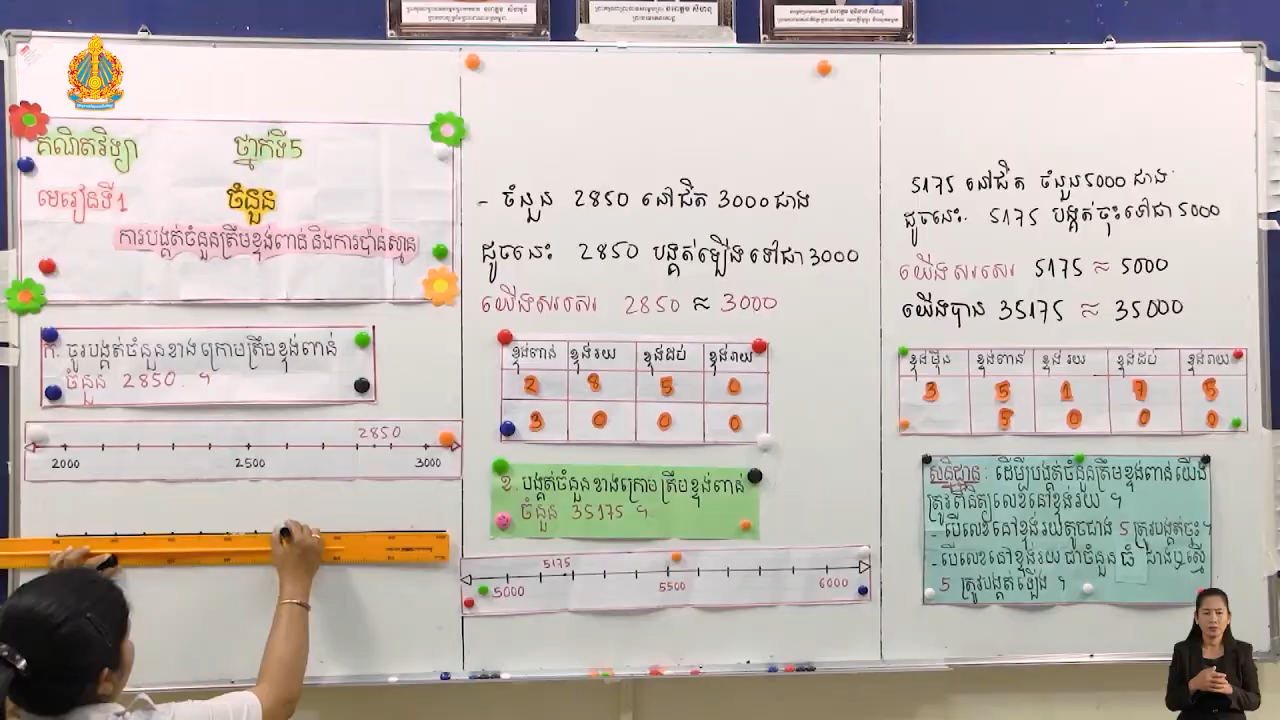 គណិតវិទ្យា ថ្នាក់ទី5
មេរៀនទី1 ចំនួន
ការបង្គត់ចំនួនត្រឹមខ្ទង់ពាន់ និងការប៉ាន់ស្មាន
ក. ចូរបង្គត់ចំនួនខាងក្រោមត្រឹមខ្ទង់ពាន់
ចំនួន 2850 ។
2850
2000 2500 3000
- ចំនួន 2850 នៅជិត 3000 ជាង
ដូចនេះ 2850 បង្គត់ឡើងទៅជា 3000
យើងសរសេរ 2850 ≈ 3000
ខ្ទង់ពាន់ ខ្ទង់រយ ខ្ទង់ដប់ ខ្ទង់រាយ
2 8 5 0
3 0 0 0
ខ. បង្គត់ចំនួនខាងក្រោមត្រឹមខ្ទង់ពាន់
ចំនួន 35175 ។
5175
5000 5500 6000
5175 នៅជិត ចំនួន5000 ជាង
ដូចនេះ 5175 បង្គត់ចុះទៅជា 5000
យើងសរសេរ 5175 ≈ 5000
យើងបាន 35175 ≈ 35000
ខ្ទង់ម៉ឺន ខ្ទង់ពាន់ ខ្ទង់រយ ខ្ទង់ដប់ ខ្ទង់រាយ
3 5 1 7 5
5 0 0 0
សន្និដ្ឋាន : ដើម្បីបង្គត់ចំនួនត្រឹមខ្ទង់ពាន់យើង
ត្រូវពិនិត្យលេខនៅខ្ទង់រយ ។
- បើលេខនៅខ្ទង់រយតូចជាង 5 ត្រូវបង្គត់ចុះ ។
- បើលេខនៅខ្ទង់រយ ជាចំនួន ធំ ជាងឬស្មើ
5 ត្រូវបង្គត់ឡើង ។